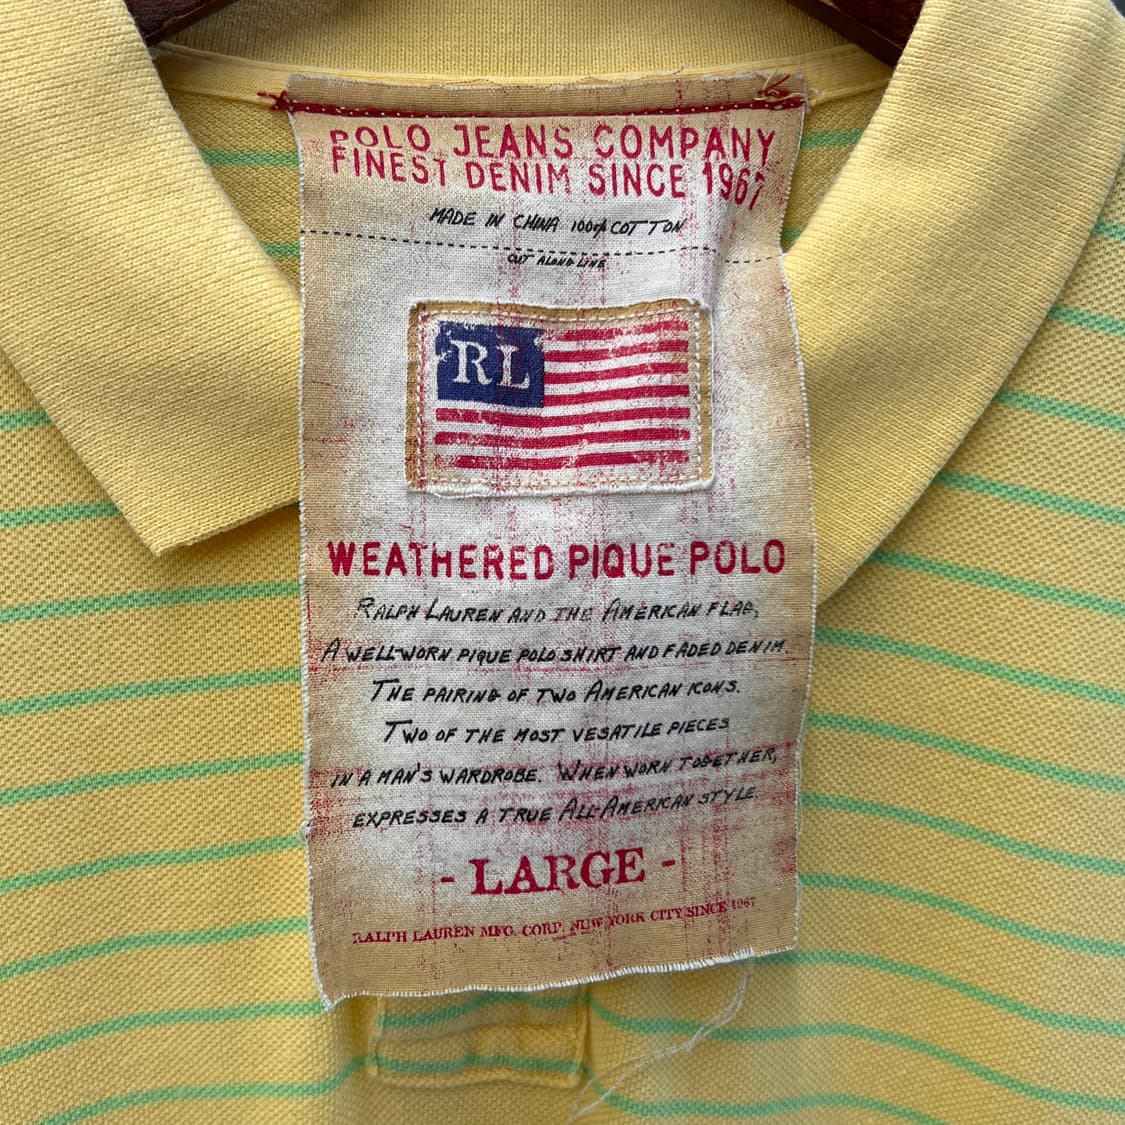 POLO JEANS COMPANY
FINEST DENIM SINCE 1967
MADE IN CHINA 100% COTTON
CUT ALONG LINE
RL
WEATHERED PIQUE POLO
RALPH LAUREN AND THE AMERICAN FLAG,
A WELL-WORN PIQUE POLO SHIRT AND FADED DENIM.
THE PAIRING OF TWO AMERICAN ICONS.
TWO OF THE MOST VESATILE PIECES
IN A MAN'S WARDROBE. WHEN WORN TOGETHER,
EXPRESSES A TRUE ALL-AMERICAN STYLE.
- LARGE -
RALPH LAUREN MFG. CORP. NEW YORK CITY SINCE 1967